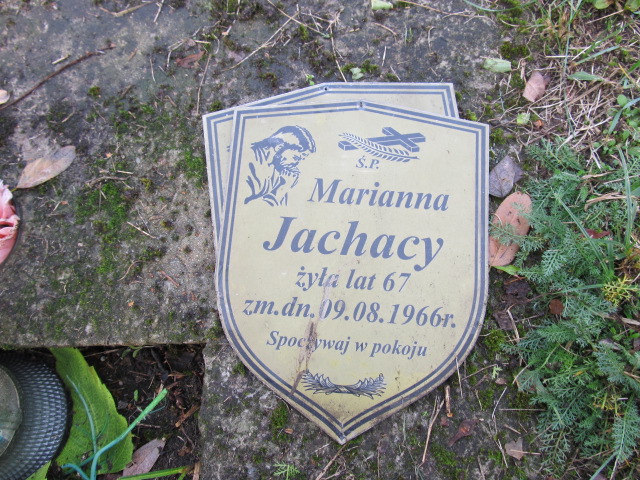 Ś.P.
Marianna
Jachacy
żyła lat 67
zm.dn.09.08.1966r.
Spoczywaj w pokoju